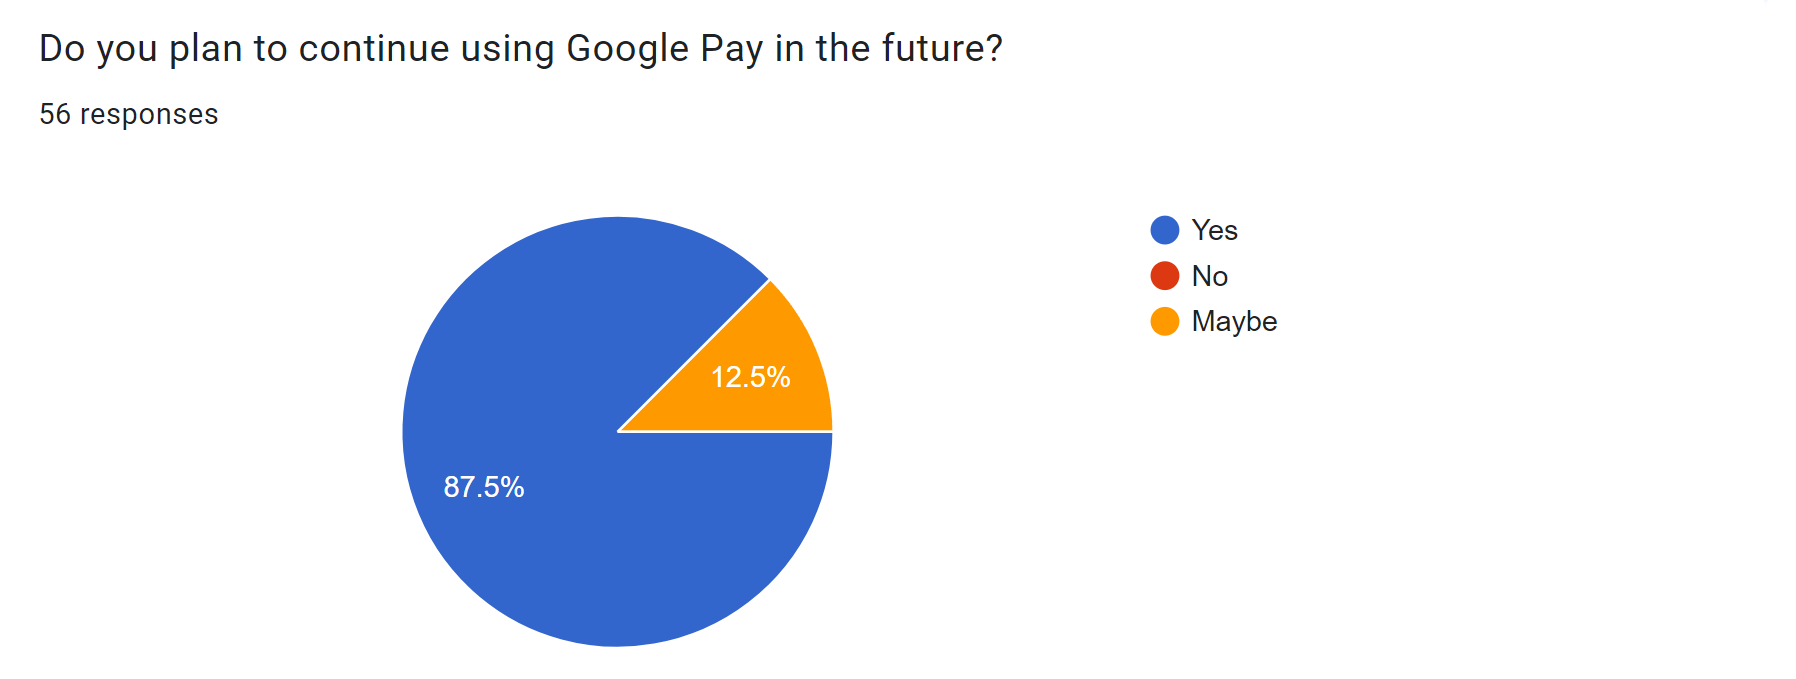 Do you plan to continue using Google Pay in the future?
56 responses
Yes
No
Maybe
12.5%
87.5%